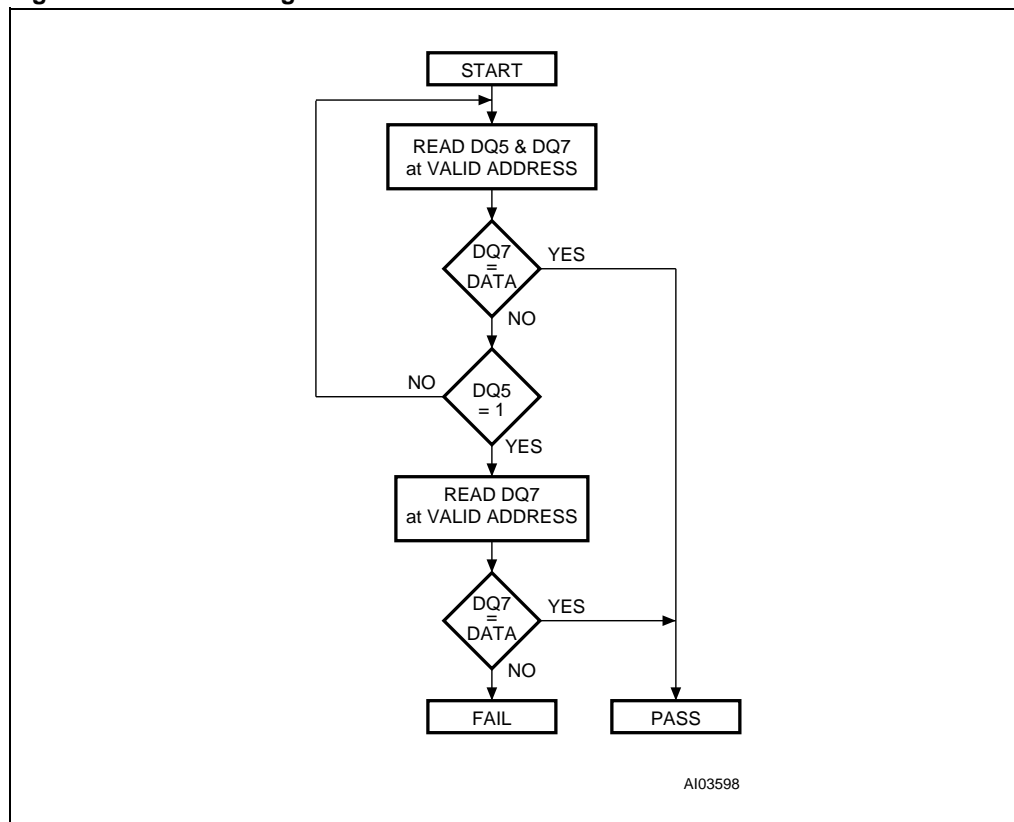 START
READ DQ5 & DQ7
at VALID ADDRESS
DQ7
=
DATA
YES
NO
DQ5
= 1
NO
YES
READ DQ7
at VALID ADDRESS
DQ7
=
DATA
YES
NO
FAIL
PASS
AI03598